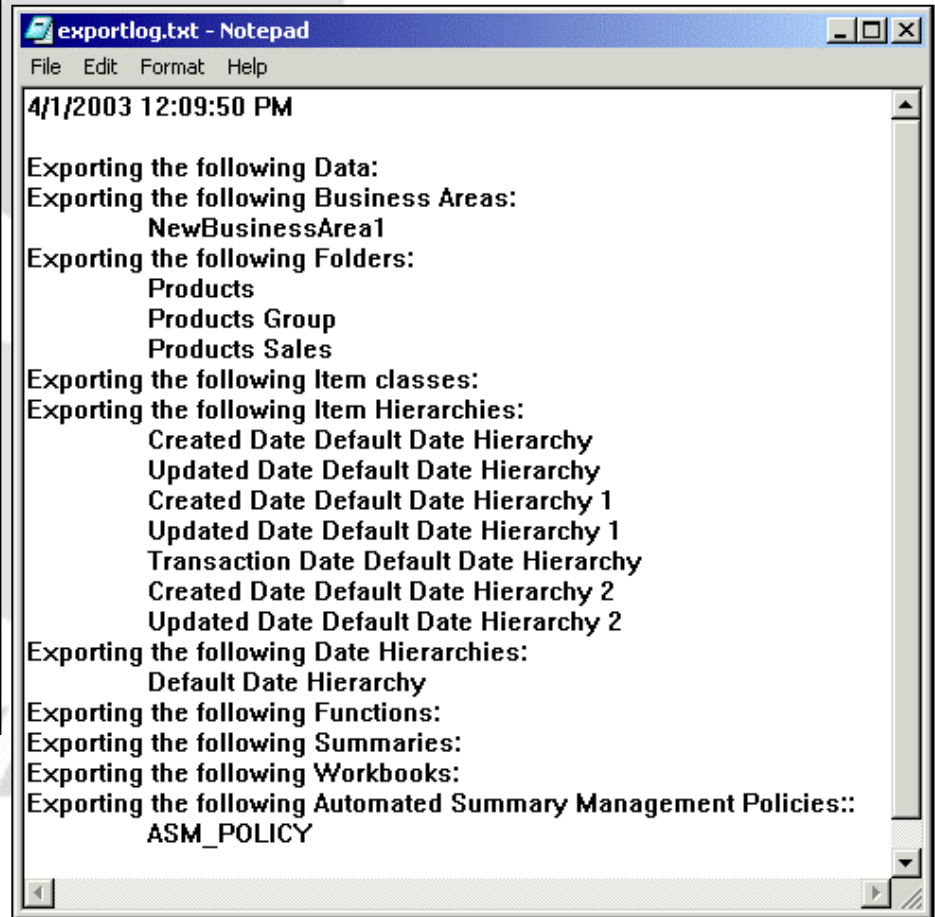 exportlog.txt - Notepad
File Edit Format Help
4/1/2003 12:09:50 PM
Exporting the following Data:
Exporting the following Business Areas:
NewBusinessArea1
Exporting the following Folders:
Products
Products Group
Products Sales
Exporting the following Item classes:
Exporting the following Item Hierarchies:
Created Date Default Date Hierarchy
Updated Date Default Date Hierarchy
Created Date Default Date Hierarchy 1
Updated Date Default Date Hierarchy 1
Transaction Date Default Date Hierarchy
Created Date Default Date Hierarchy 2
Updated Date Default Date Hierarchy 2
Exporting the following Date Hierarchies:
Default Date Hierarchy
Exporting the following Functions:
Exporting the following Summaries:
Exporting the following Workbooks:
Exporting the following Automated Summary Management Policies::
ASM_POLICY